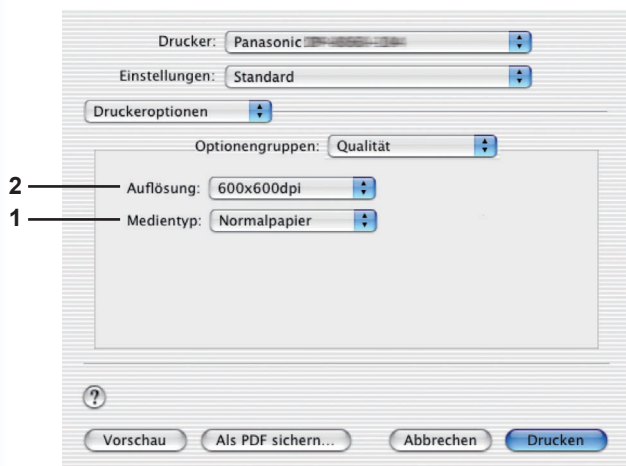 Drucker: Panasonic
Einstellungen: Standard
Druckeroptionen
Optionengruppen: Qualität
2 Auflösung: 600x600dpi
1 Medientyp: Normalpapier
?
Vorschau Als PDF sichern... Abbrechen Drucken